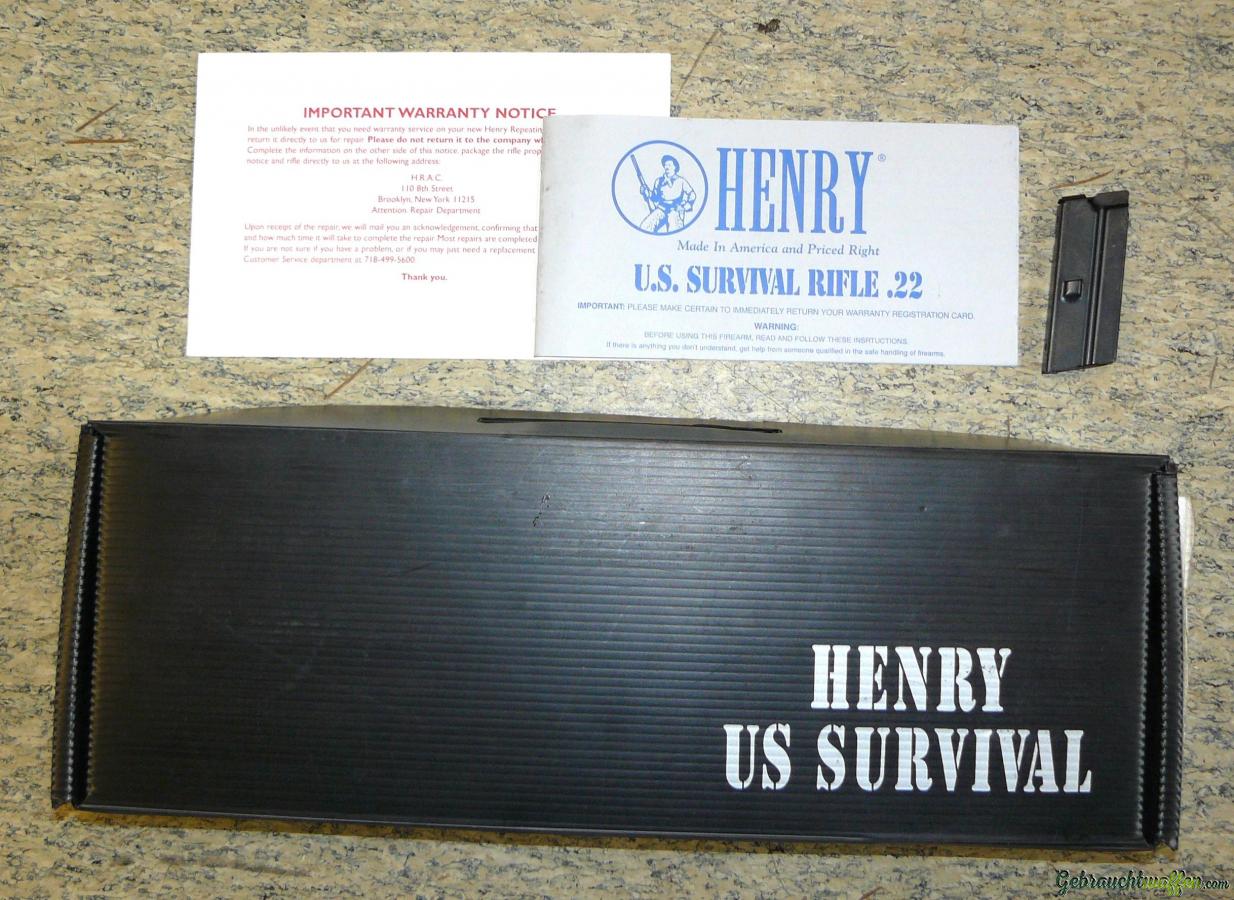 IMPORTANT WARRANTY NOTICE
In the unlikely event that you need warranty service on your new Henry Repeating
return it directly to us for repair. Please do not return it to the company
Complete the information on the other side of this notice, package the rifle
notice and rifle directly to us at the following address:
H.R.A.C.
110 8th Street
Brooklyn, New York 11215
Attention: Repair Department
Upon receipt of the repair, we will mail you an acknowledgement, confirming that
and how much time it will take to complete the repair. Most repairs are completed
If you are not sure if you have a problem, or if you may just need a replacement
Customer Service department at 718-499-5600.
Thank you.
HENRY®
Made In America and Priced Right
U.S. SURVIVAL RIFLE .22
IMPORTANT: PLEASE MAKE CERTAIN TO IMMEDIATELY RETURN YOUR WARRANTY REGISTRATION CARD.
WARNING:
BEFORE USING THIS FIREARM, READ AND FOLLOW THESE INSRTUCTIONS.
If there is anything you don't understand, get help from someone qualified in the safe handling of firearms.
HENRY
US SURVIVAL
Gebrauchtwaffen.com